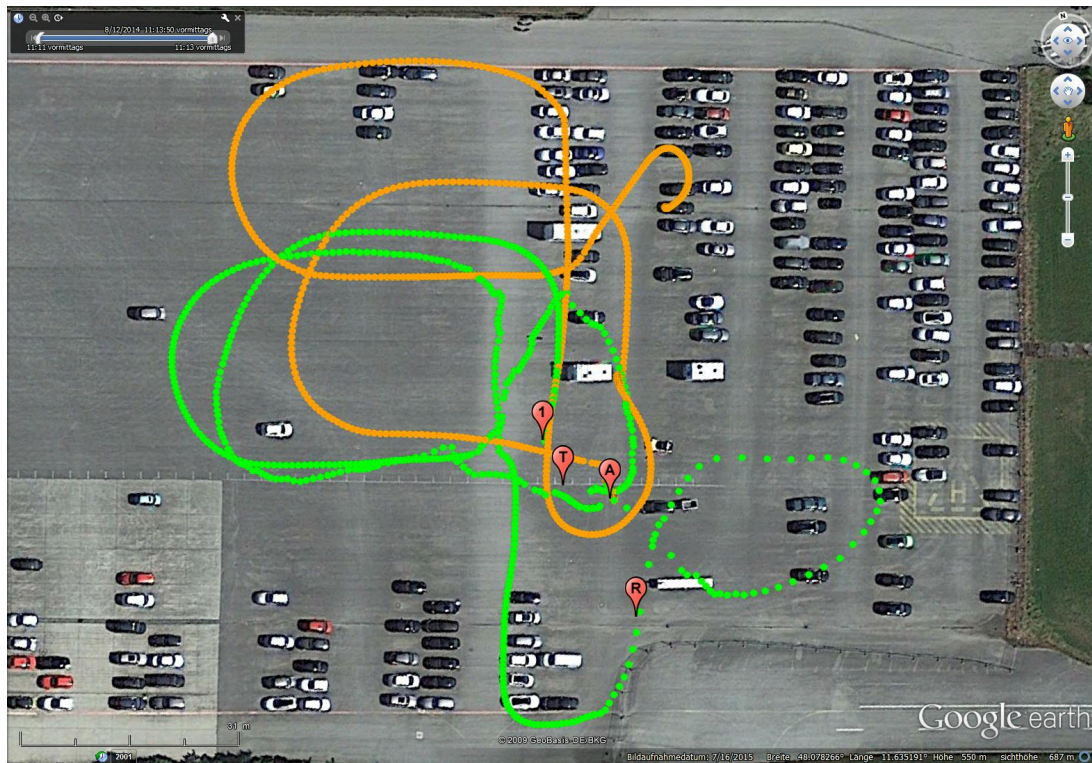 8/12/2014 11:13:50 vormittags
11:11 vormittags 11:13 vormittags
N
1
T
A
R
31 m
Google earth
© 2009 GeoBasis-DE/BKG
2001
Bildaufnahmedatum: 7/16/2015 Breite 48.078266° Länge 11.635191° Höhe 550 m sichthöhe 687 m